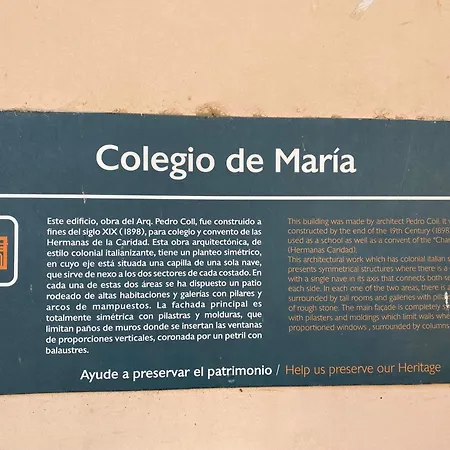 Colegio de María
Este edificio, obra del Arq. Pedro Coll, fue construido a
fines del siglo XIX (1898), para colegio y convento de las
Hermanas de la Caridad. Esta obra arquitectónica, de
estilo colonial italianizante, tiene un planteo simétrico,
en cuyo eje está situada una capilla de una sola nave,
que sirve de nexo a los dos sectores de cada costado. En
cada una de estas dos áreas se ha dispuesto un patio
rodeado de altas habitaciones y galerías con pilares y
arcos de mampuestos. La fachada principal es
totalmente simétrica con pilastras y molduras, que
limitan paños de muros donde se insertan las ventanas
de proporciones verticales, coronada por un petril con
balaustres.
This building was made by architect Pedro Coll. it
constructed by the end of the 19th Century (1898
used as a school as well as a convent of the "Cha
(Hermanas Caridad).
This architectural work which has colonial italian s
presents symmetrical structures where there is a
with a single nave in its axis that connects both se
each side. In each one of the two areas, there is a
surrounded by tall rooms and galleries with pil
of rough stone. The main façade is completely s
with pilasters and moldings which limit walls whe
proportioned windows , surrounded by columns
Ayude a preservar el patrimonio / Help us preserve our Heritage